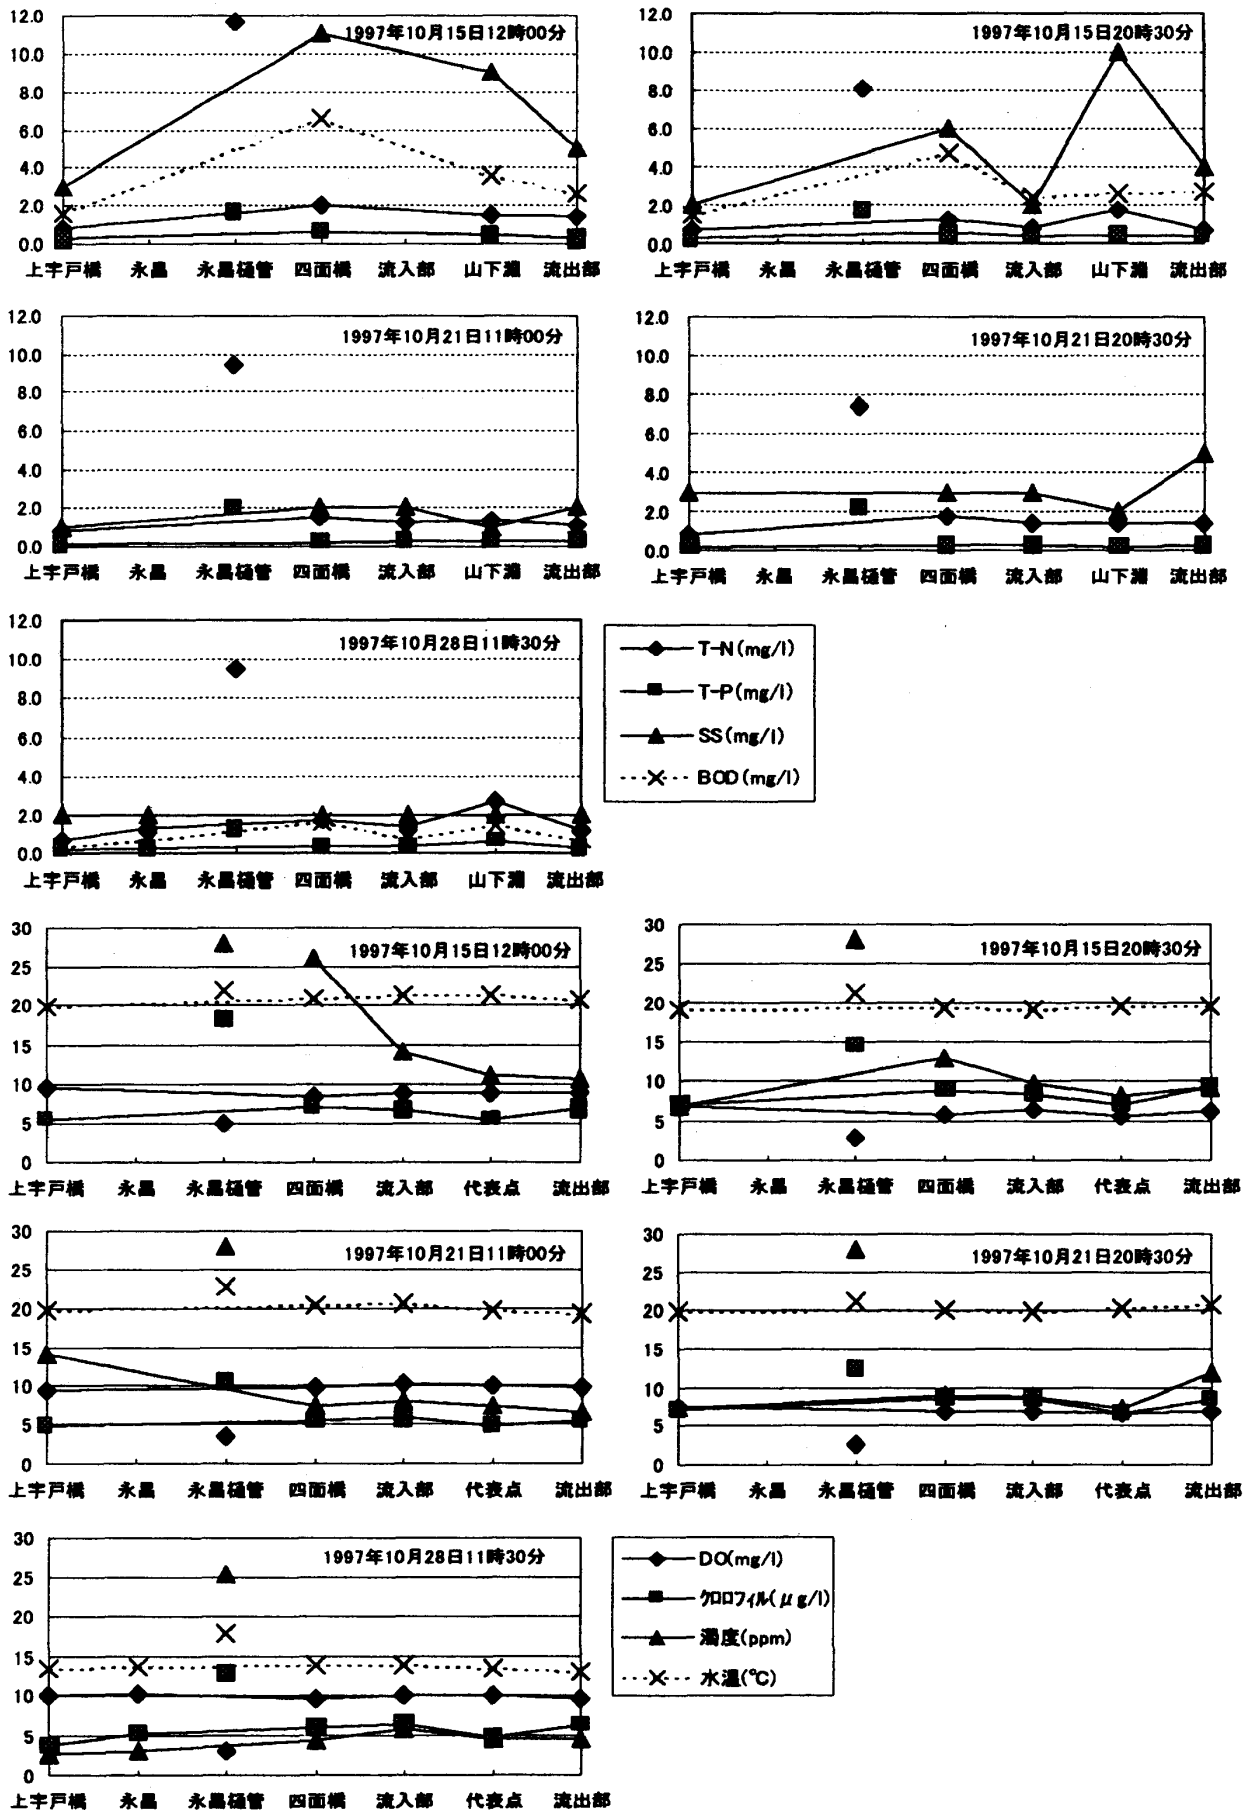 12.0
10.0
8.0
6.0
4.0
2.0
0.0
1997年10月15日12時00分
上宇戸橋 永昌 永昌樋管 四面橋 流入部 山下淵 流出部
12.0
10.0
8.0
6.0
4.0
2.0
0.0
1997年10月15日20時30分
上宇戸橋 永昌 永昌樋管 四面橋 流入部 山下淵 流出部
12.0
10.0
8.0
6.0
4.0
2.0
0.0
1997年10月21日11時00分
上宇戸橋 永昌 永昌樋管 四面橋 流入部 山下淵 流出部
12.0
10.0
8.0
6.0
4.0
2.0
0.0
1997年10月21日20時30分
上宇戸橋 永昌 永昌樋管 四面橋 流入部 山下淵 流出部
12.0
10.0
8.0
6.0
4.0
2.0
0.0
1997年10月28日11時30分
上宇戸橋 永昌 永昌樋管 四面橋 流入部 山下淵 流出部
T-N(mg/l)
T-P(mg/l)
SS(mg/l)
BOD(mg/l)
30
25
20
15
10
5
0
1997年10月15日12時00分
上宇戸橋 永昌 永昌樋管 四面橋 流入部 代表点 流出部
30
25
20
15
10
5
0
1997年10月15日20時30分
上宇戸橋 永昌 永昌樋管 四面橋 流入部 代表点 流出部
30
25
20
15
10
5
0
1997年10月21日11時00分
上宇戸橋 永昌 永昌樋管 四面橋 流入部 代表点 流出部
30
25
20
15
10
5
0
1997年10月21日20時30分
上宇戸橋 永昌 永昌樋管 四面橋 流入部 代表点 流出部
30
25
20
15
10
5
0
1997年10月28日11時30分
上宇戸橋 永昌 永昌樋管 四面橋 流入部 代表点 流出部
DO(mg/l)
ｸﾛﾛﾌｨﾙ(μg/l)
濁度(ppm)
水温(℃)